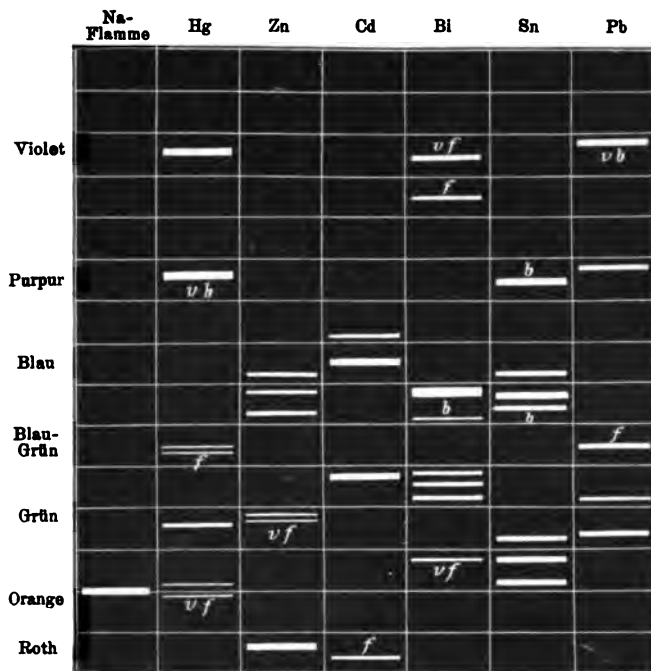 Na-
Flamme Hg Zn Cd Bi Sn Pb
Violet
v f
v b
f
Purpur
b
v b
Blau
b
b
Blau-
Grün
f
f
Grün
v f
v f
Orange
v f
Roth
f